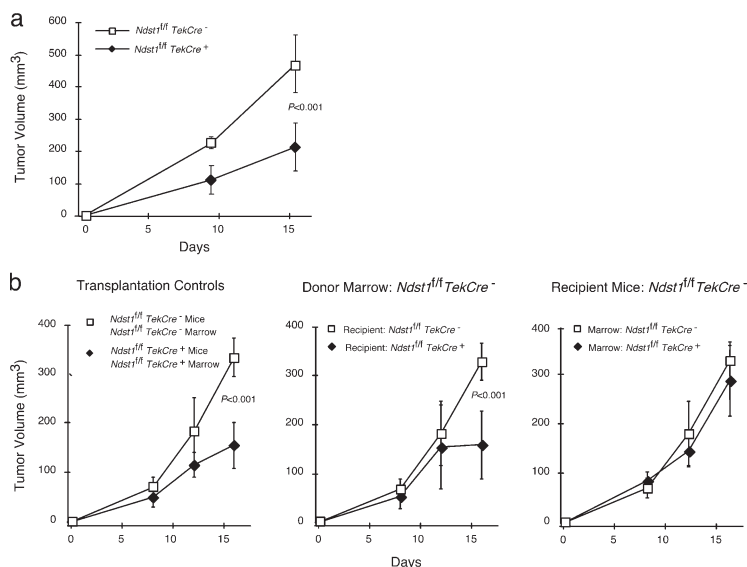 a
Tumor Volume (mm³)
600
500
400
300
200
100
0
Ndst1f/f TekCre -
Ndst1f/f TekCre +
P<0.001
0 5 10 15
Days
b
Transplantation Controls
Tumor Volume (mm³)
400
300
200
100
0
Ndst1f/f TekCre - Mice
Ndst1f/f TekCre - Marrow
Ndst1f/f TekCre + Mice
Ndst1f/f TekCre + Marrow
P<0.001
0 5 10 15
Donor Marrow: Ndst1f/f TekCre -
400
300
200
100
0
Recipient: Ndst1f/f TekCre -
Recipient: Ndst1f/f TekCre +
P<0.001
0 5 10 15
Days
Recipient Mice: Ndst1f/f TekCre -
400
300
200
100
0
Marrow: Ndst1f/f TekCre -
Marrow: Ndst1f/f TekCre +
0 5 10 15